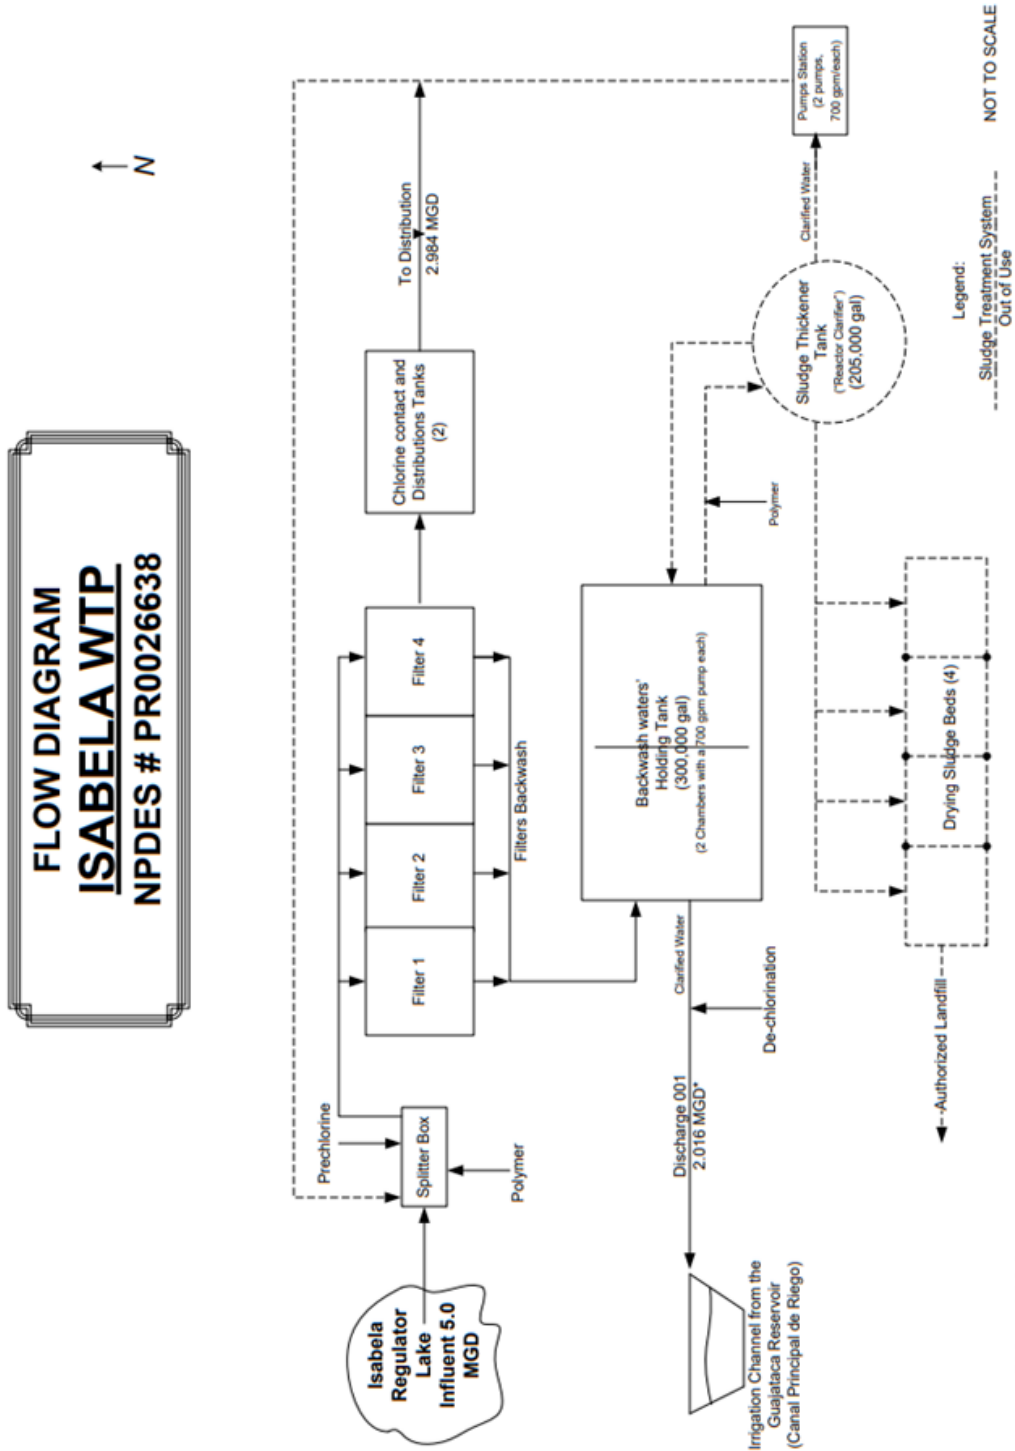 FLOW DIAGRAM
ISABELA WTP
NPDES # PR0026638
N
Isabela
Regulator
Lake
Influent 5.0
MGD
Prechlorine
Splitter Box
Polymer
Filter 1
Filter 2
Filter 3
Filter 4
Filters Backwash
Chlorine contact and
Distributions Tanks
(2)
To Distribution
2.984 MGD
Irrigation Channel from the
Guajataca Reservoir
(Canal Principal de Riego)
Discharge 001
2.016 MGD*
Clarified Water
De-chlorination
Backwash waters'
Holding Tank
(300,000 gal)
(2 Chambers with a 700 gpm pump each)
Polymer
Sludge Thickener
Tank
("Reactor Clarifier")
(205,000 gal)
Clarified Water
Pumps Station
(2 pumps,
700 gpm/each)
Authorized Landfill
Drying Sludge Beds (4)
Legend:
Sludge Treatment System
Out of Use
NOT TO SCALE